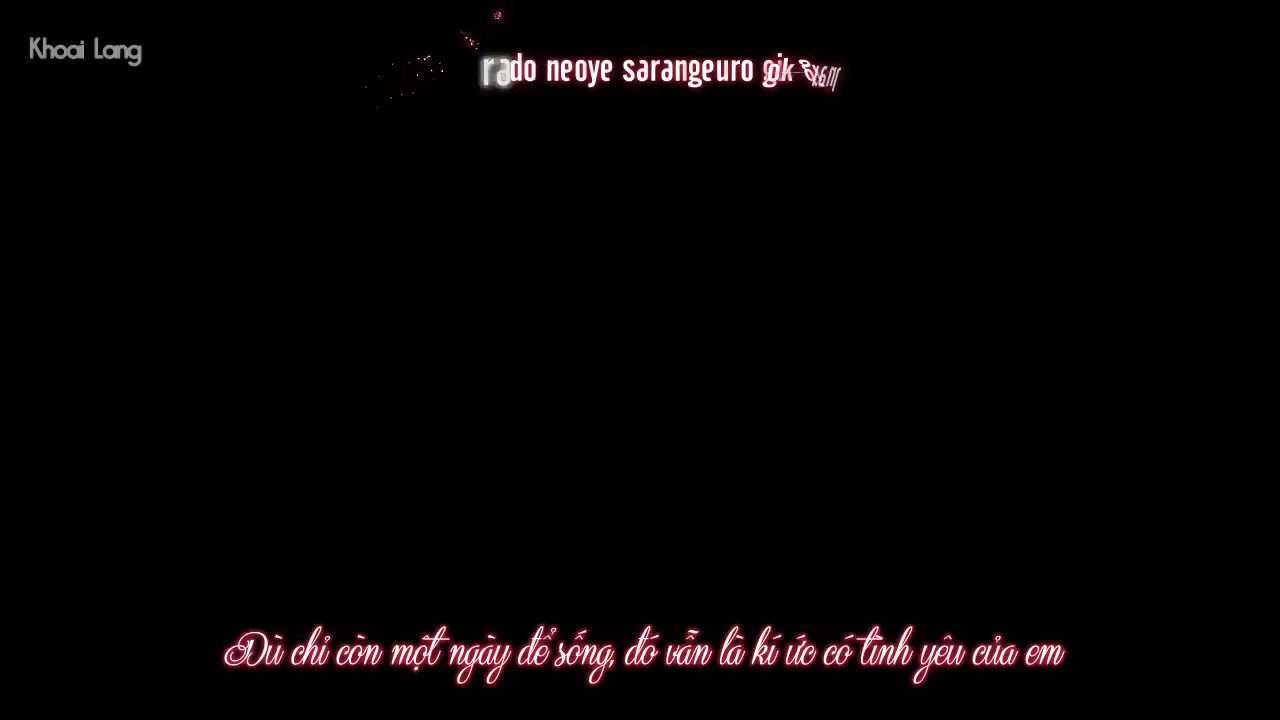 Khoai Lang
rado neoye sarangeuro
Dù chỉ còn một ngày để sống, đó vẫn là kí ức có tình yêu của em